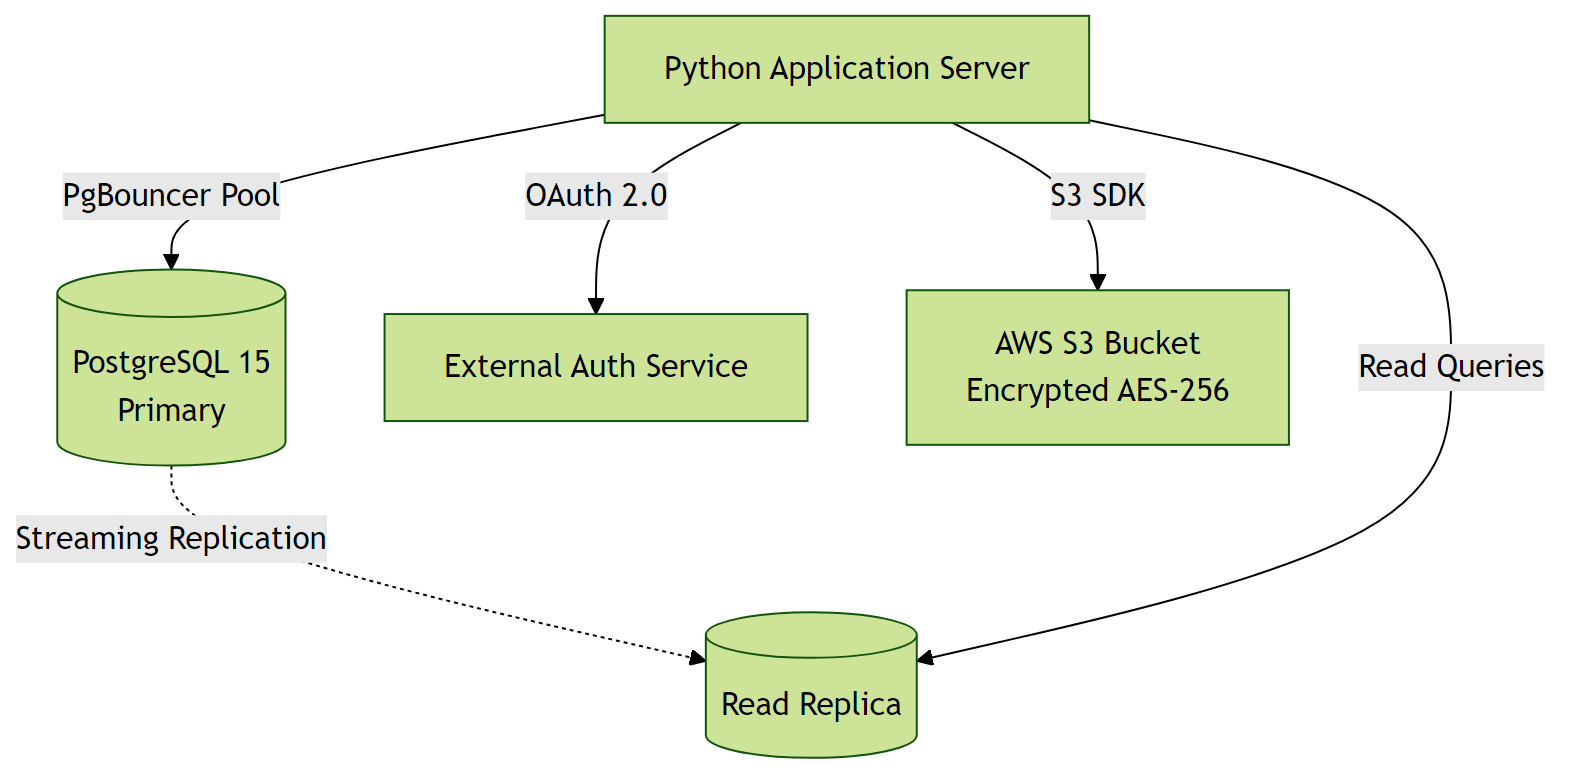 Python Application Server
PgBouncer Pool
OAuth 2.0
S3 SDK
PostgreSQL 15
Primary
External Auth Service
AWS S3 Bucket
Encrypted AES-256
Read Queries
Streaming Replication
Read Replica